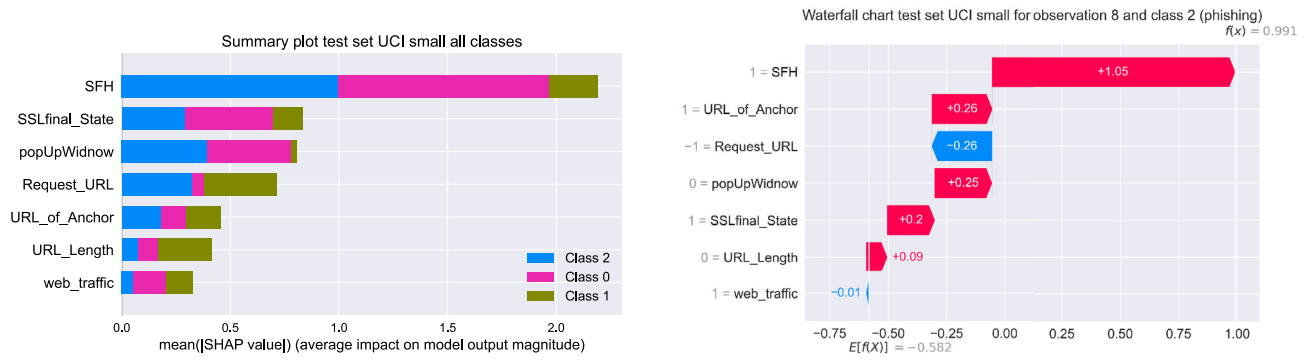 Summary plot test set UCI small all classes
SFH
SSLfinal_State
popUpWidnow
Request_URL
URL_of_Anchor
URL_Length
web_traffic
Class 2
Class 0
Class 1
0.0 0.5 1.0 1.5 2.0
mean(|SHAP value|) (average impact on model output magnitude)
Waterfall chart test set UCI small for observation 8 and class 2 (phishing)
f(x) = 0.991
1 = SFH +1.05
1 = URL_of_Anchor +0.26
−1 = Request_URL −0.26
0 = popUpWidnow +0.25
1 = SSLfinal_State +0.2
0 = URL_Length +0.09
1 = web_traffic −0.01
−0.75 −0.50 −0.25 0.00 0.25 0.50 0.75 1.00
E[f(X)] = −0.582